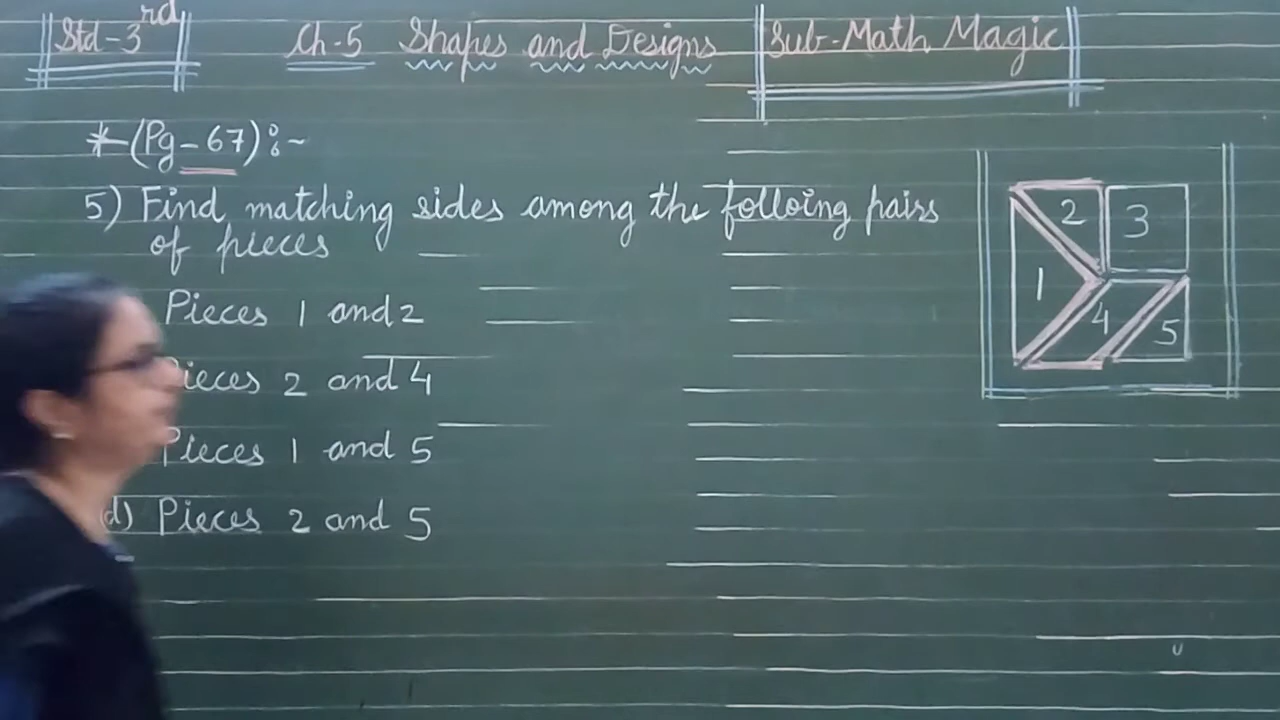 Std-3rd Ch-5 Shapes and Designs Sub-Math Magic
*(Pg-67):-
5) Find matching sides among the folloing pairs
of pieces
Pieces 1 and 2
Pieces 2 and 4
Pieces 1 and 5
d) Pieces 2 and 5
2 3
1 4 5